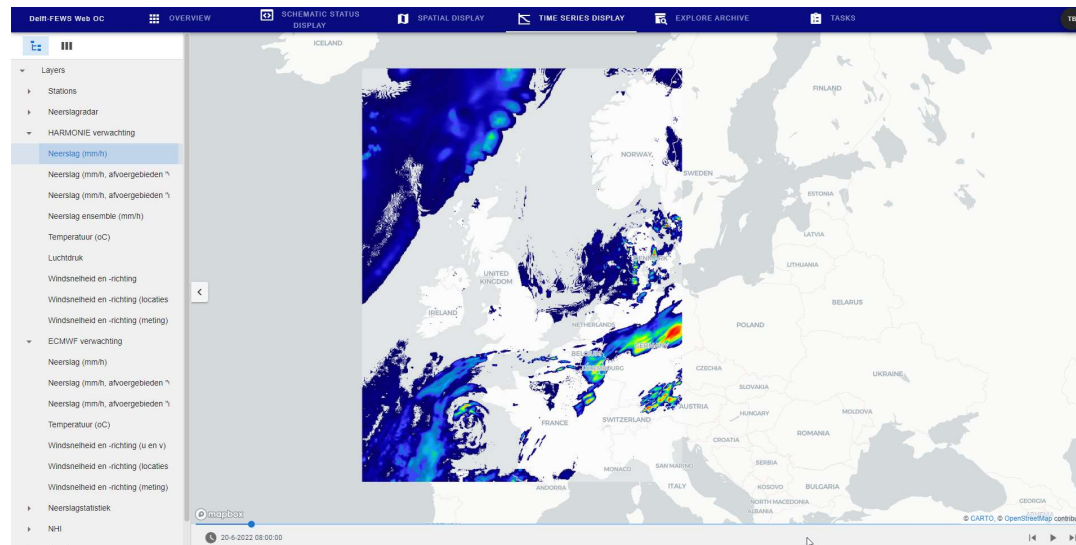 Delft-FEWS Web OC
OVERVIEW
SCHEMATIC STATUS
DISPLAY
SPATIAL DISPLAY
TIME SERIES DISPLAY
EXPLORE ARCHIVE
TASKS
TB
Layers
Stations
Neerslagradar
HARMONIE verwachting
Neerslag (mm/h)
Neerslag (mm/h, afvoergebieden "
Neerslag (mm/h, afvoergebieden "
Neerslag ensemble (mm/h)
Temperatuur (oC)
Luchtdruk
Windsnelheid en -richting
Windsnelheid en -richting (locaties
Windsnelheid en -richting (meting)
ECMWF verwachting
Neerslag (mm/h)
Neerslag (mm/h, afvoergebieden "
Neerslag (mm/h, afvoergebieden "
Temperatuur (oC)
Windsnelheid en -richting (u en v)
Windsnelheid en -richting (locaties
Windsnelheid en -richting (meting)
Neerslagstatistiek
NHI
ICELAND
FINLAND
NORWAY
SWEDEN
ESTONIA
LATVIA
DENMARK
LITHUANIA
UNITED
KINGDOM
IRELAND
BELARUS
NETHERLANDS
POLAND
BELGIUM
GERMANY
LUXEMBOURG
CZECHIA
UKRAINE
SLOVAKIA
AUSTRIA
HUNGARY
MOLDOVA
FRANCE
SWITZERLAND
ROMANIA
CROATIA
SERBIA
MONACO
SAN MARINO
ANDORRA
ITALY
KOSOVO
BULGARIA
NORTH MACEDONIA
ALBANIA
GEORGIA
mapbox
© CARTO, © OpenStreetMap contribu
20-6-2022 08:00:00